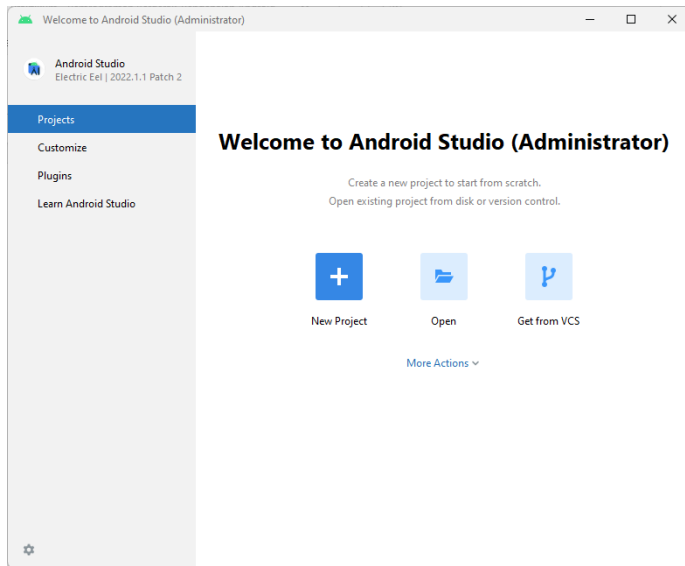 Welcome to Android Studio (Administrator)
Android Studio
Electric Eel | 2022.1.1 Patch 2
Projects
Customize
Plugins
Learn Android Studio
Welcome to Android Studio (Administrator)
Create a new project to start from scratch.
Open existing project from disk or version control.
New Project
Open
Get from VCS
More Actions